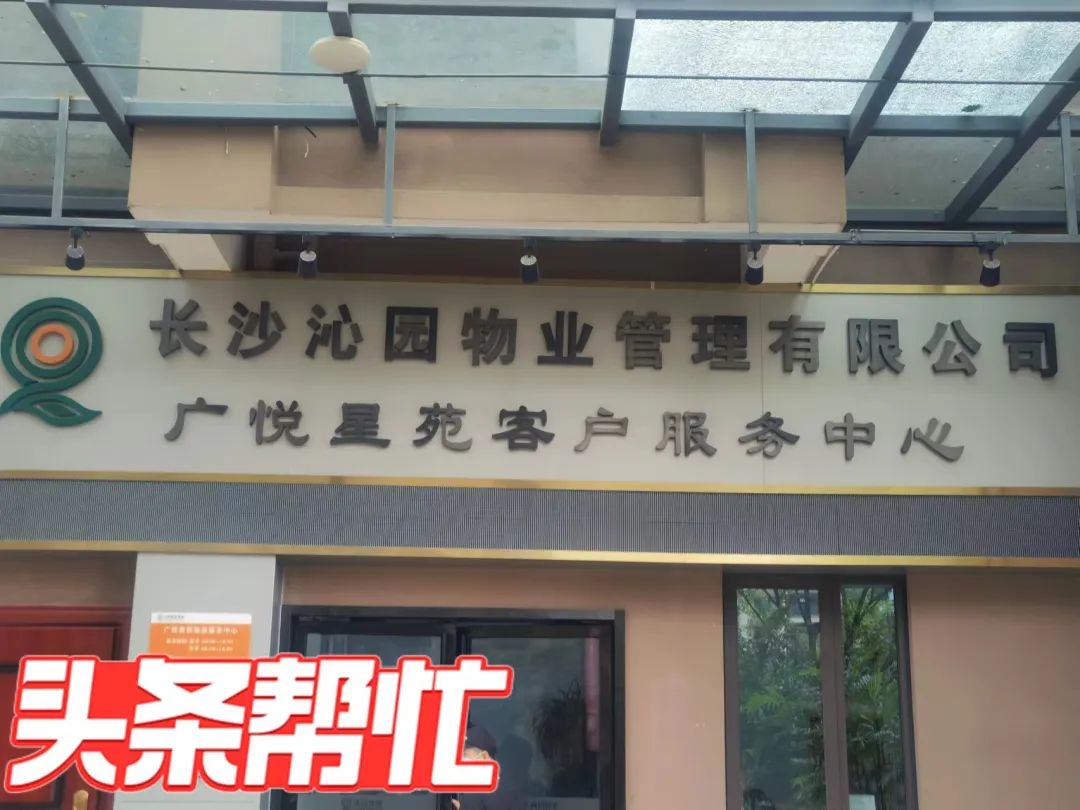 长沙沁园物业管理有限公司
广悦星苑客户服务中心
头条帮忙